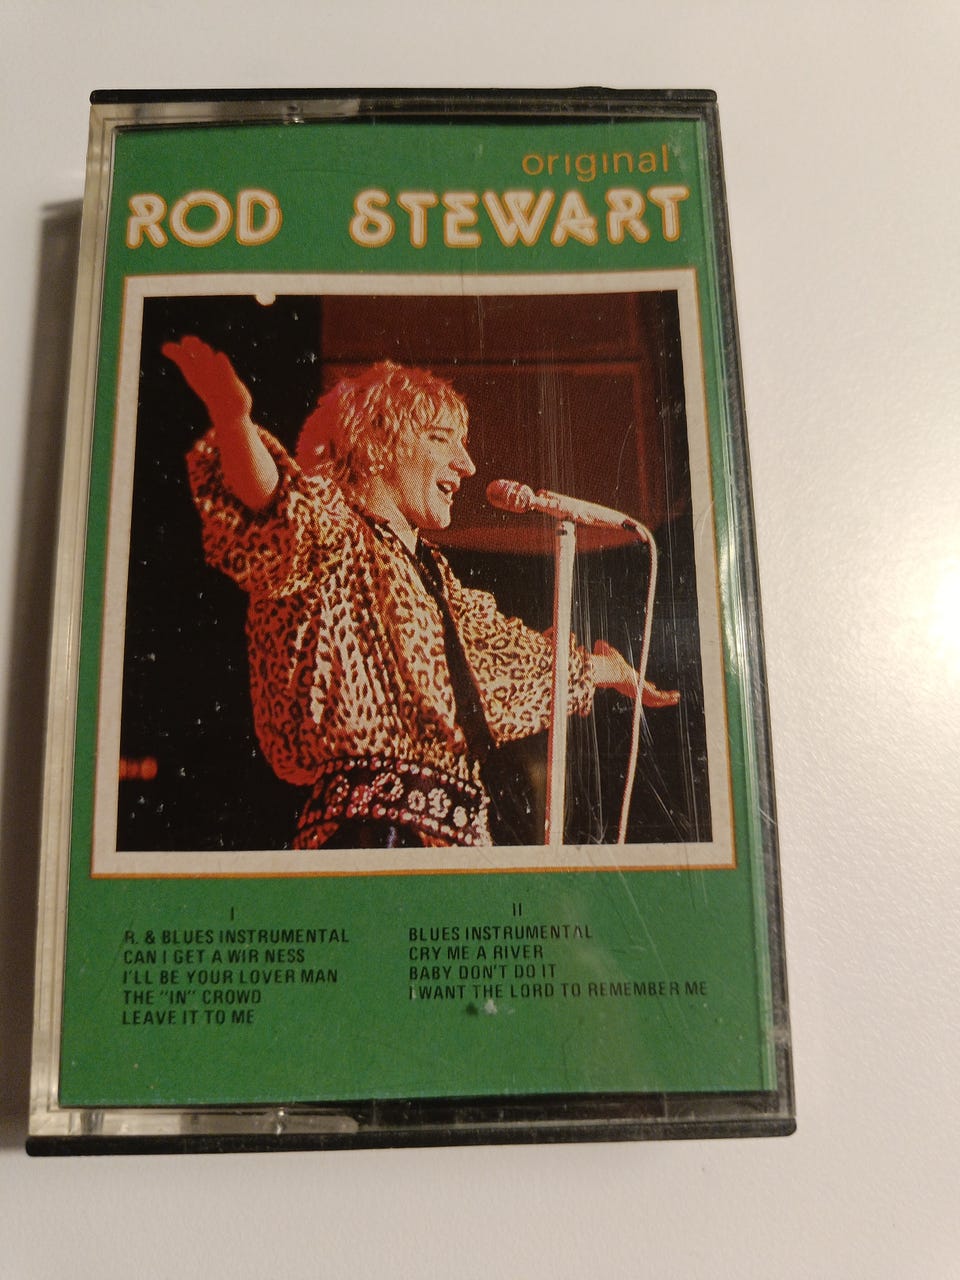 original
ROD STEWART
I
R. & BLUES INSTRUMENTAL
CAN I GET A WIR NESS
I'LL BE YOUR LOVER MAN
THE "IN" CROWD
LEAVE IT TO ME
II
BLUES INSTRUMENTAL
CRY ME A RIVER
BABY DON'T DO IT
I WANT THE LORD TO REMEMBER ME